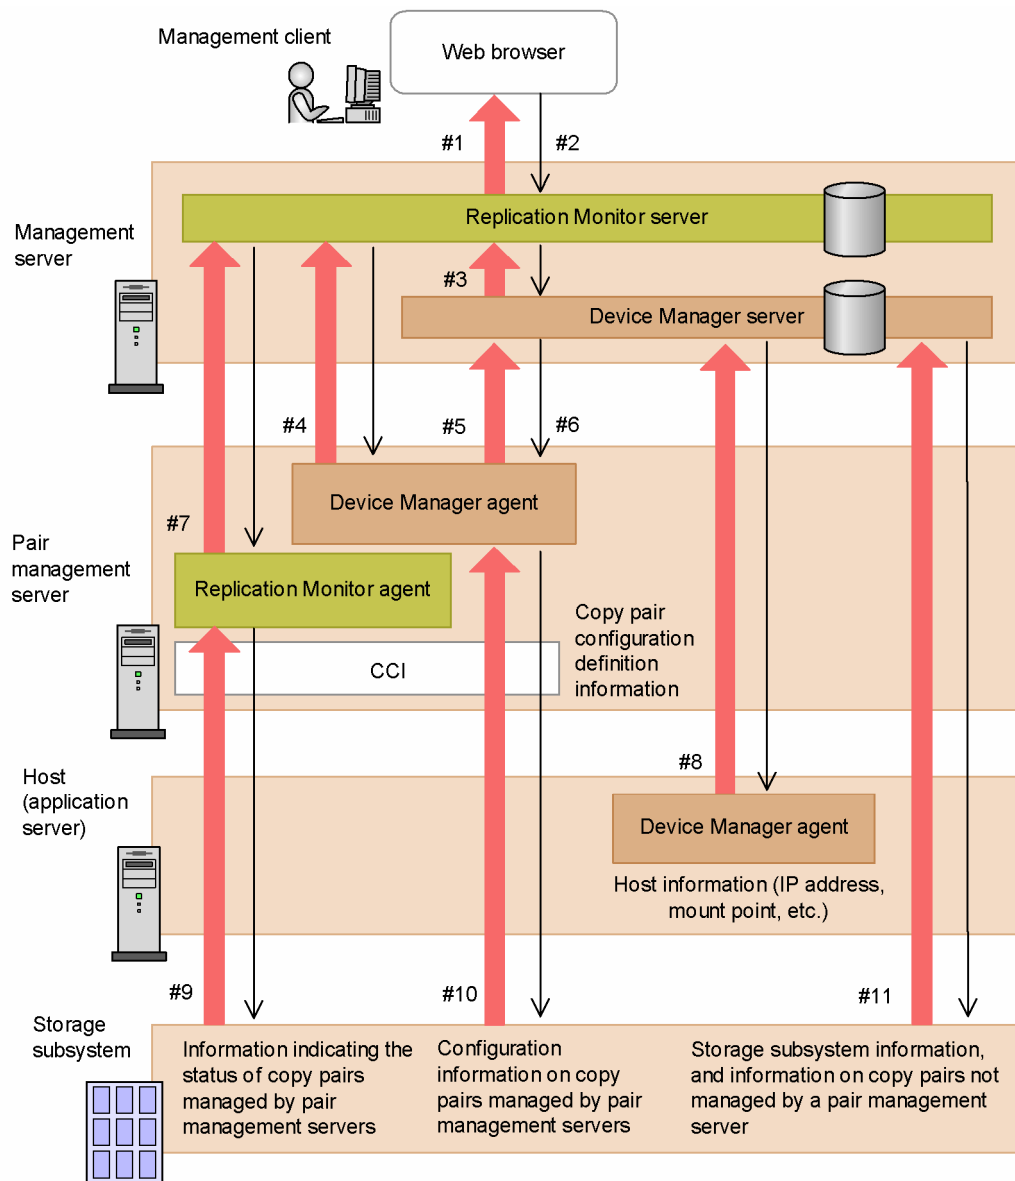 Management client
Web browser
#1
#2
Replication Monitor server
Management
server
#3
Device Manager server
#4
#5
#6
Device Manager agent
#7
Pair
management
server
Replication Monitor agent
Copy pair
configuration
definition
information
CCI
#8
Host
(application
server)
Device Manager agent
Host information (IP address,
mount point, etc.)
#9
#10
#11
Storage
subsystem
Information indicating the
status of copy pairs
managed by pair
management servers
Configuration
information on copy
pairs managed by pair
management servers
Storage subsystem information,
and information on copy pairs not
managed by a pair management
server